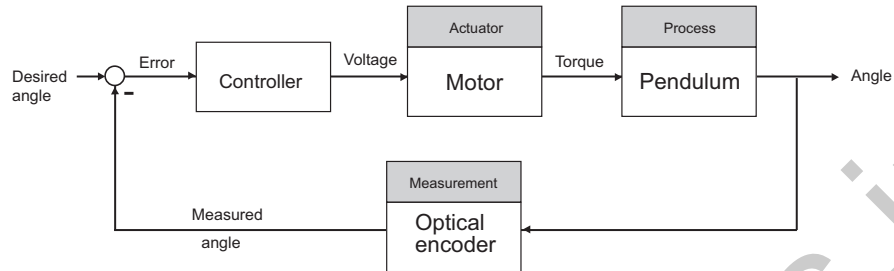 Actuator
Process
Desired
angle
Error
Controller
Voltage
Motor
Torque
Pendulum
Angle
-
Measurement
Measured
angle
Optical
encoder